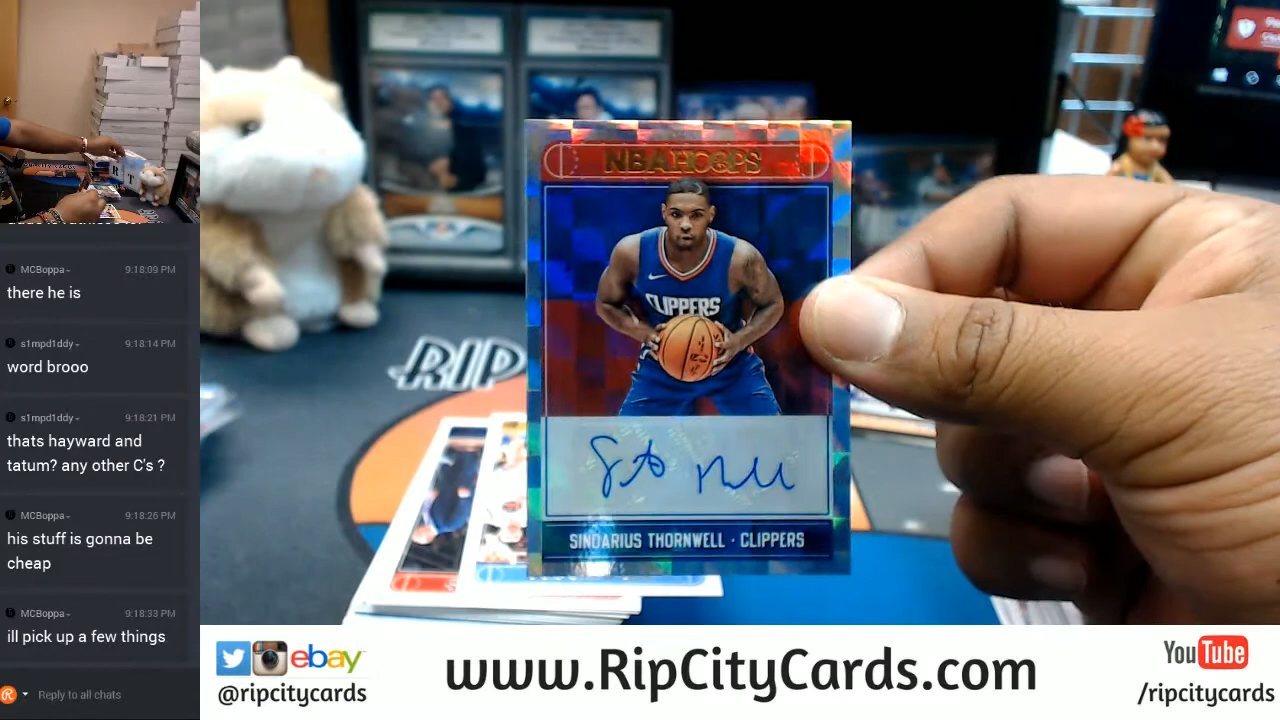 MCBoppa- 9:18:09 PM
there he is
s1mpd1ddy- 9:18:14 PM
word brooo
s1mpd1ddy- 9:18:21 PM
thats hayward and
tatum? any other C's ?
MCBoppa- 9:18:26 PM
his stuff is gonna be
cheap
MCBoppa- 9:18:33 PM
ill pick up a few things
Reply to all chats
NBA HOOPS
CLIPPERS
SINDARIUS THORNWELL · CLIPPERS
RIP
ebay
@ripcitycards
www.RipCityCards.com
YouTube
/ripcitycards